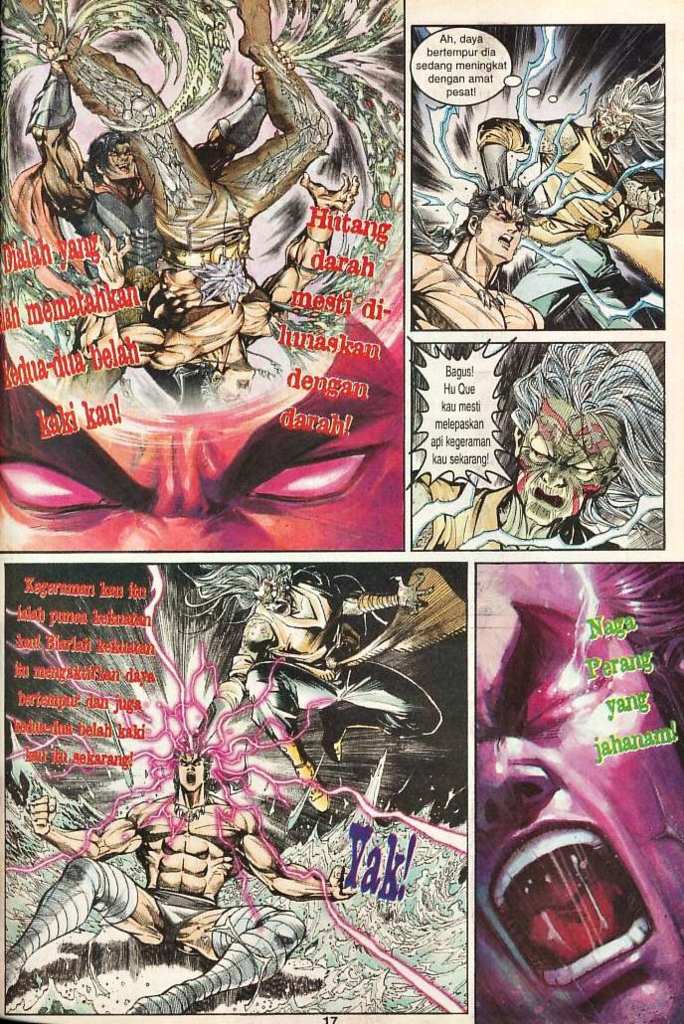 Dialah yang
mematahkan
kedua-dua belah
kaki kau!
Hutang
darah
mesti di-
lunaskan
dengan
darah!
Ah, daya
bertempur dia
sedang meningkat
dengan amat
pesat!
Bagus!
Hu Que
kau mesti
melepaskan
api kegeraman
kau sekarang!
Kegeraman kau itu
ialah punca kekuatan
kau! Biarlah kekuatan
itu mengaktifkan daya
bertempur dan juga
kedua-dua belah kaki
kau itu sekarang!
Yak!
Naga
Perang
yang
jahanam!
17